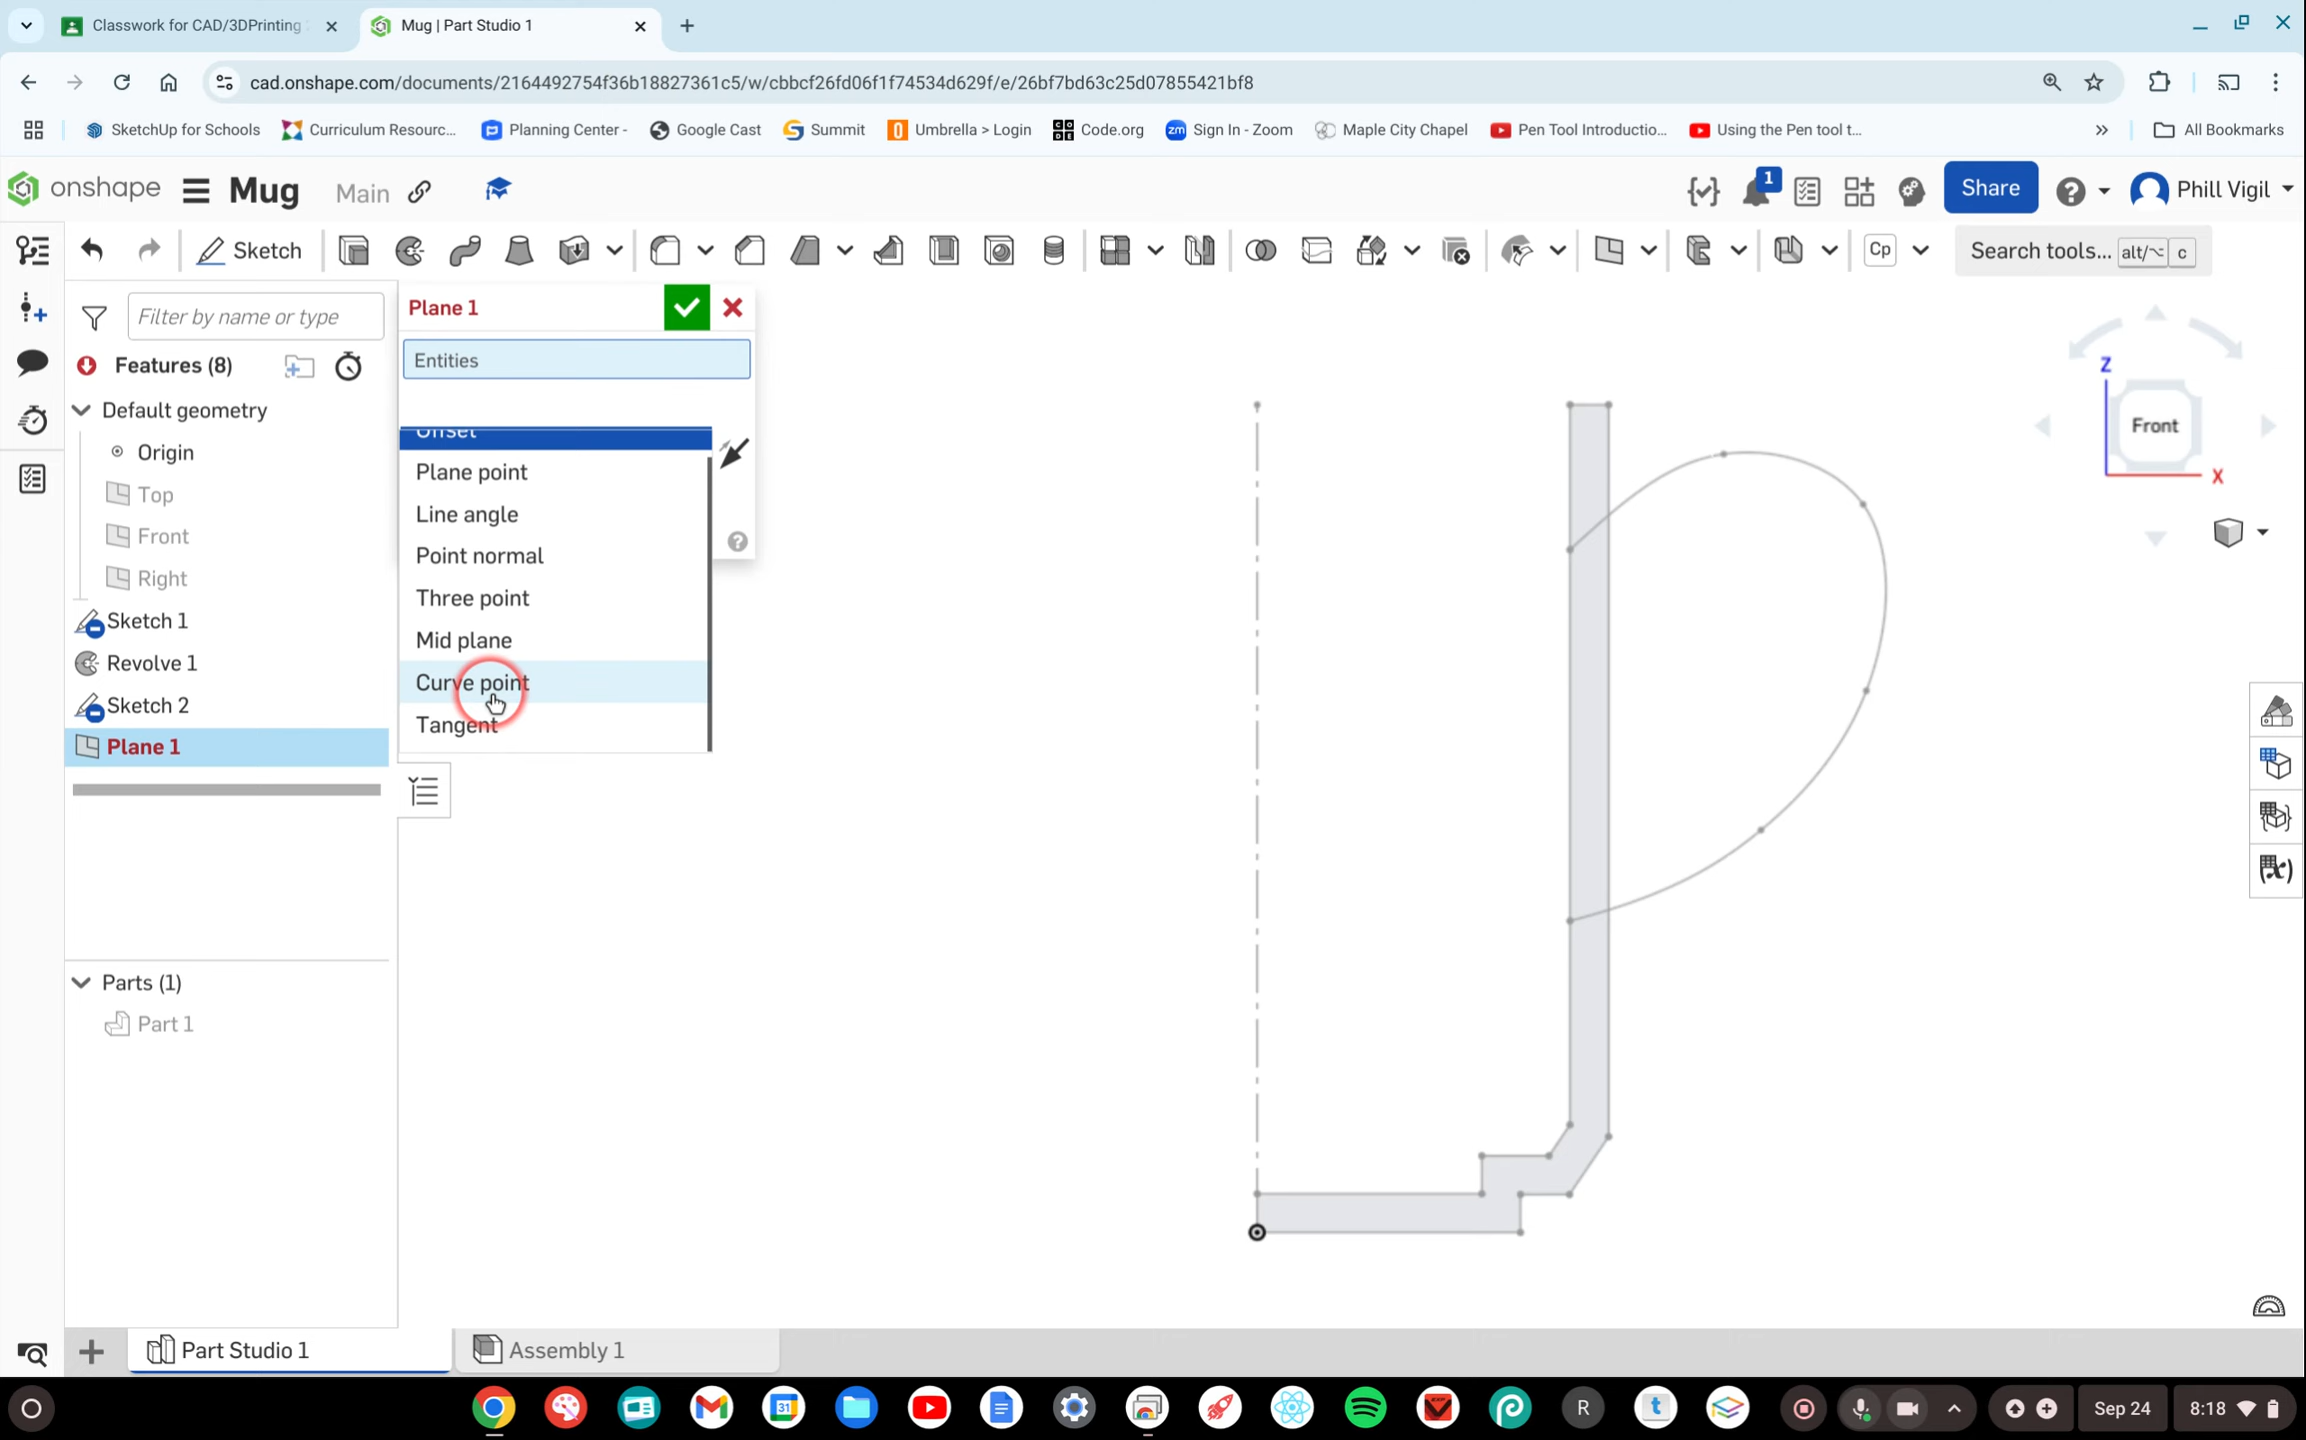 Classwork for CAD/3DPrinting
Mug | Part Studio 1
cad.onshape.com/documents/2164492754f36b18827361c5/w/cbbcf26fd06f1f74534d629f/e/26bf7bd63c25d07855421bf8
SketchUp for Schools
Curriculum Resourc...
Planning Center -
Google Cast
Summit
Umbrella > Login
Code.org
Sign In - Zoom
Maple City Chapel
Pen Tool Introductio...
Using the Pen tool t...
» All Bookmarks
onshape Mug Main
1
Share
Phill Vigil
Sketch
Cp
Search tools... alt/⌥ c
Filter by name or type
Features (8)
Default geometry
Origin
Top
Front
Right
Sketch 1
Revolve 1
Sketch 2
Plane 1
Parts (1)
Part 1
Plane 1
Entities
Offset
Plane point
Line angle
Point normal
Three point
Mid plane
Curve point
Tangent
Z
Front
X
(x)
Part Studio 1
Assembly 1
31
R
t
Sep 24
8:18